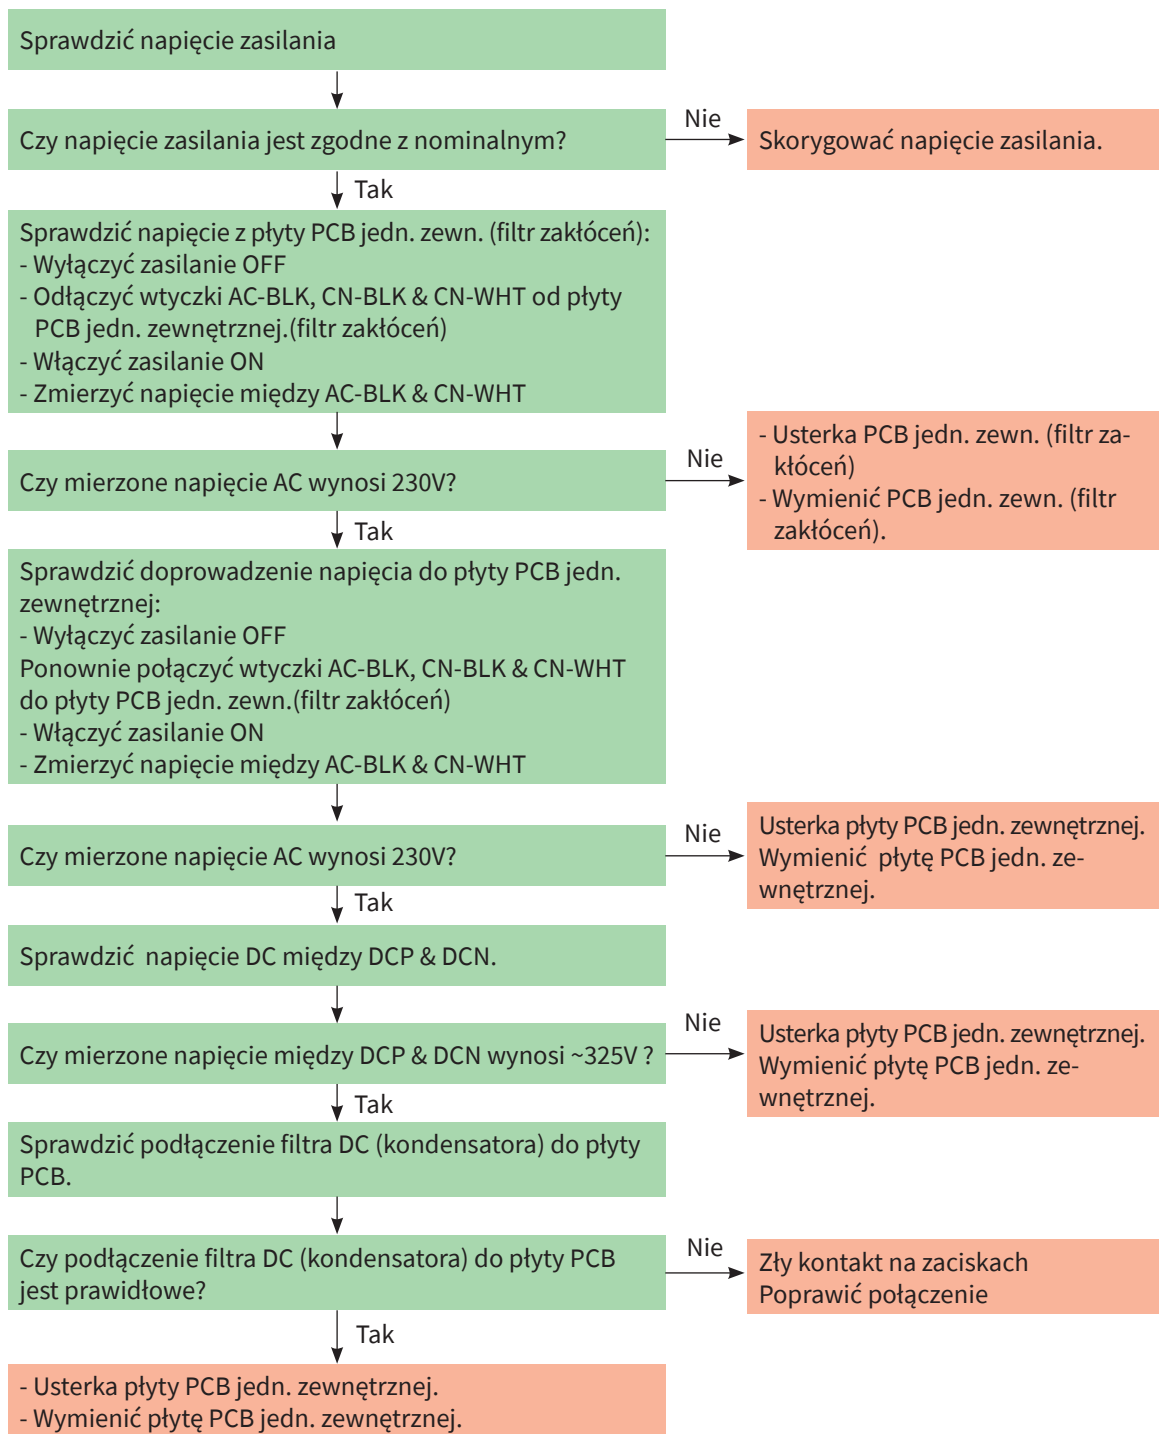 Sprawdzić napięcie zasilania
Czy napięcie zasilania jest zgodne z nominalnym?
Nie
Skorygować napięcie zasilania.
Tak
Sprawdzić napięcie z płyty PCB jedn. zewn. (filtr zakłóceń):
- Wyłączyć zasilanie OFF
- Odłączyć wtyczki AC-BLK, CN-BLK & CN-WHT od płyty
PCB jedn. zewnętrznej.(filtr zakłóceń)
- Włączyć zasilanie ON
- Zmierzyć napięcie między AC-BLK & CN-WHT
Czy mierzone napięcie AC wynosi 230V?
Nie
- Usterka PCB jedn. zewn. (filtr za-
kłóceń)
- Wymienić PCB jedn. zewn. (filtr
zakłóceń).
Tak
Sprawdzić doprowadzenie napięcia do płyty PCB jedn.
zewnętrznej:
- Wyłączyć zasilanie OFF
Ponownie połączyć wtyczki AC-BLK, CN-BLK & CN-WHT
do płyty PCB jedn. zewn.(filtr zakłóceń)
- Włączyć zasilanie ON
- Zmierzyć napięcie między AC-BLK & CN-WHT
Czy mierzone napięcie AC wynosi 230V?
Nie
Usterka płyty PCB jedn. zewnętrznej.
Wymienić  płytę PCB jedn. ze-
wnętrznej.
Tak
Sprawdzić  napięcie DC między DCP & DCN.
Czy mierzone napięcie między DCP & DCN wynosi ~325V ?
Nie
Usterka płyty PCB jedn. zewnętrznej.
Wymienić płytę PCB jedn. ze-
wnętrznej.
Tak
Sprawdzić podłączenie filtra DC (kondensatora) do płyty
PCB.
Czy podłączenie filtra DC (kondensatora) do płyty PCB
jest prawidłowe?
Nie
Zły kontakt na zaciskach
Poprawić połączenie
Tak
- Usterka płyty PCB jedn. zewnętrznej.
- Wymienić płytę PCB jedn. zewnętrznej.